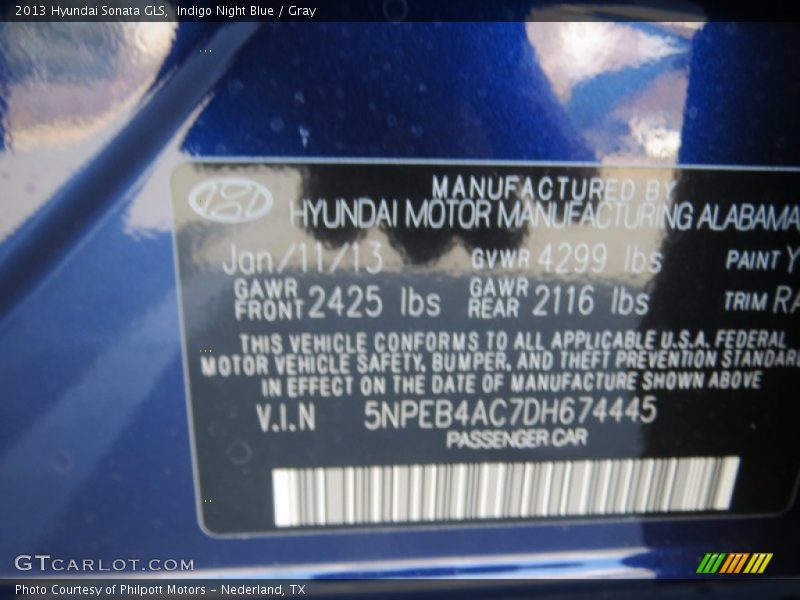 2013 Hyundai Sonata GLS, Indigo Night Blue / Gray
MANUFACTURED BY
HYUNDAI MOTOR MANUFACTURING ALABAMA
Jan/11/13 GVWR 4299 lbs PAINT Y
GAWR FRONT 2425 lbs GAWR REAR 2116 lbs TRIM RA
THIS VEHICLE CONFORMS TO ALL APPLICABLE U.S.A. FEDERAL
MOTOR VEHICLE SAFETY, BUMPER, AND THEFT PREVENTION STANDAR
IN EFFECT ON THE DATE OF MANUFACTURE SHOWN ABOVE
V.I.N 5NPEB4AC7DH674445
PASSENGER CAR
GTCARLOT.COM
Photo Courtesy of Philpott Motors - Nederland, TX